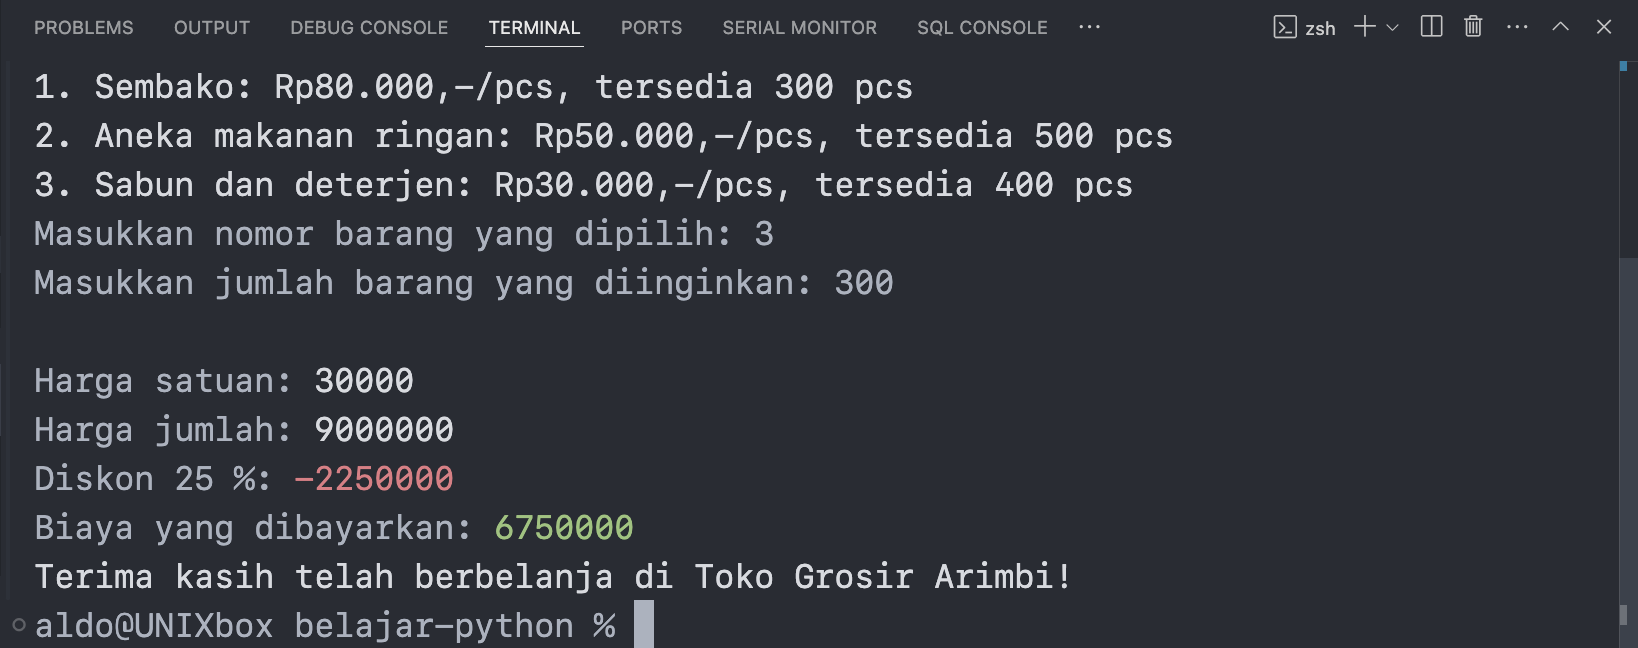 PROBLEMS OUTPUT DEBUG CONSOLE TERMINAL PORTS SERIAL MONITOR SQL CONSOLE ··· zsh ···
1. Sembako: Rp80.000,-/pcs, tersedia 300 pcs
2. Aneka makanan ringan: Rp50.000,-/pcs, tersedia 500 pcs
3. Sabun dan deterjen: Rp30.000,-/pcs, tersedia 400 pcs
Masukkan nomor barang yang dipilih: 3
Masukkan jumlah barang yang diinginkan: 300
Harga satuan: 30000
Harga jumlah: 9000000
Diskon 25 %: -2250000
Biaya yang dibayarkan: 6750000
Terima kasih telah berbelanja di Toko Grosir Arimbi!
aldo@UNIXbox belajar-python %